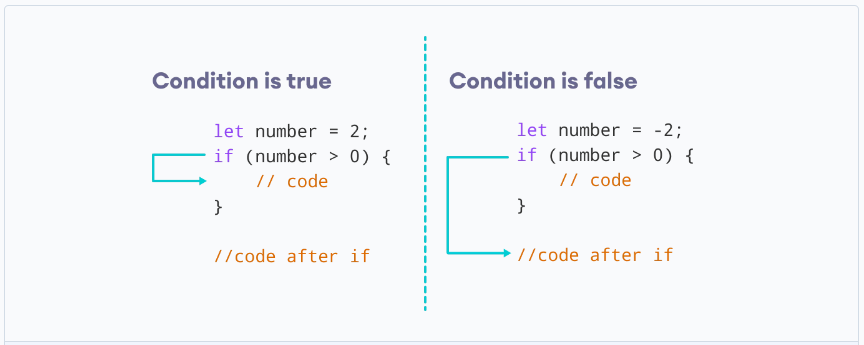 Condition is true
let number = 2;
if (number > 0) {
    // code
}
//code after if
Condition is false
let number = -2;
if (number > 0) {
    // code
}
//code after if